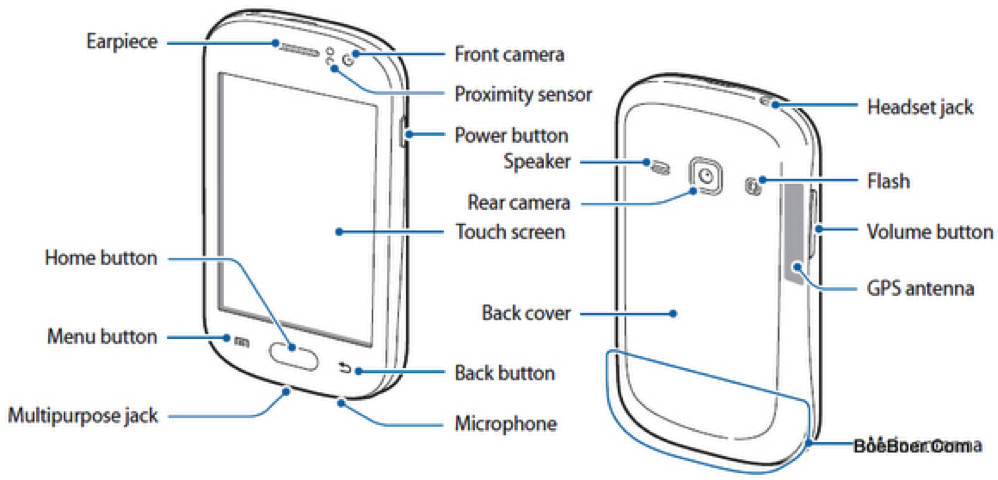 Earpiece
Front camera
Proximity sensor
Power button
Touch screen
Home button
Menu button
Back button
Multipurpose jack
Microphone
Headset jack
Speaker
Flash
Rear camera
Volume button
GPS antenna
Back cover
BoeBoer.Com